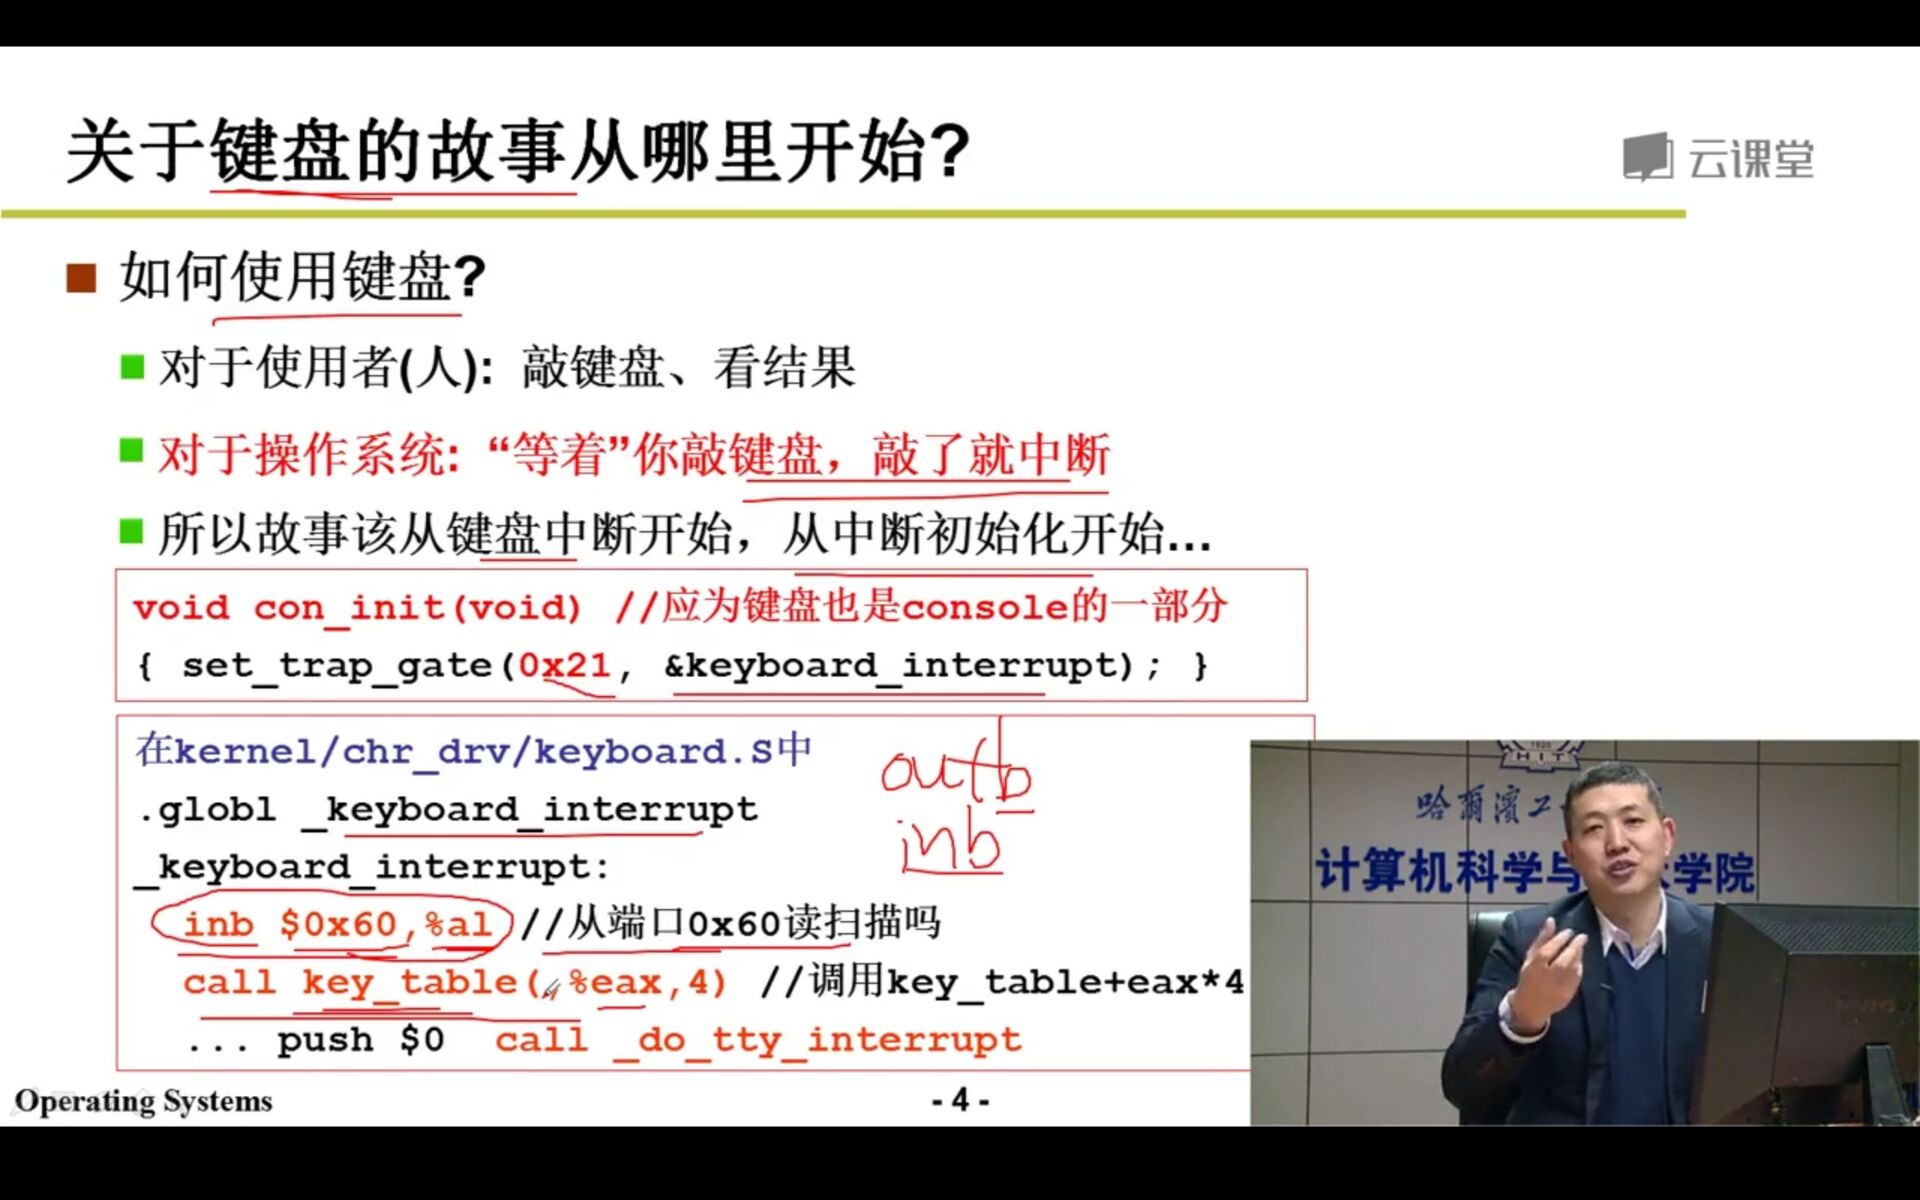 关于键盘的故事从哪里开始?
云课堂
如何使用键盘?
对于使用者(人): 敲键盘、看结果
对于操作系统: “等着”你敲键盘，敲了就中断
所以故事该从键盘中断开始，从中断初始化开始...
void con_init(void) //应为键盘也是console的一部分
{ set_trap_gate(0x21, &keyboard_interrupt); }
在kernel/chr_drv/keyboard.S中
.globl _keyboard_interrupt
_keyboard_interrupt:
inb $0x60,%al //从端口0x60读扫描吗
call key_table(,%eax,4) //调用key_table+eax*4
... push $0 call _do_tty_interrupt
outb
inb
1920
HIT
哈爾濱工
计算机科学与
术学院
Operating Systems
- 4 -